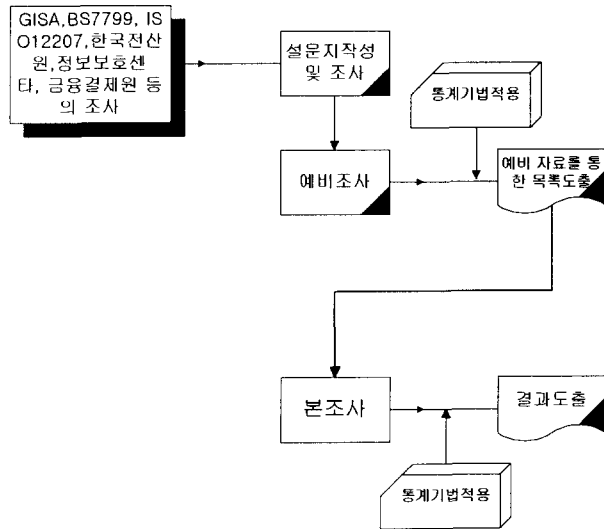 GISA,BS7799, IS
O12207,한국전산
원,정보보호센
타, 금융결제원 등
의 조사
설문지작성
및 조사
통계기법적용
예비조사
예비 자료를 통
한 목뽁도출
본조사
결과도출
통계기법적용